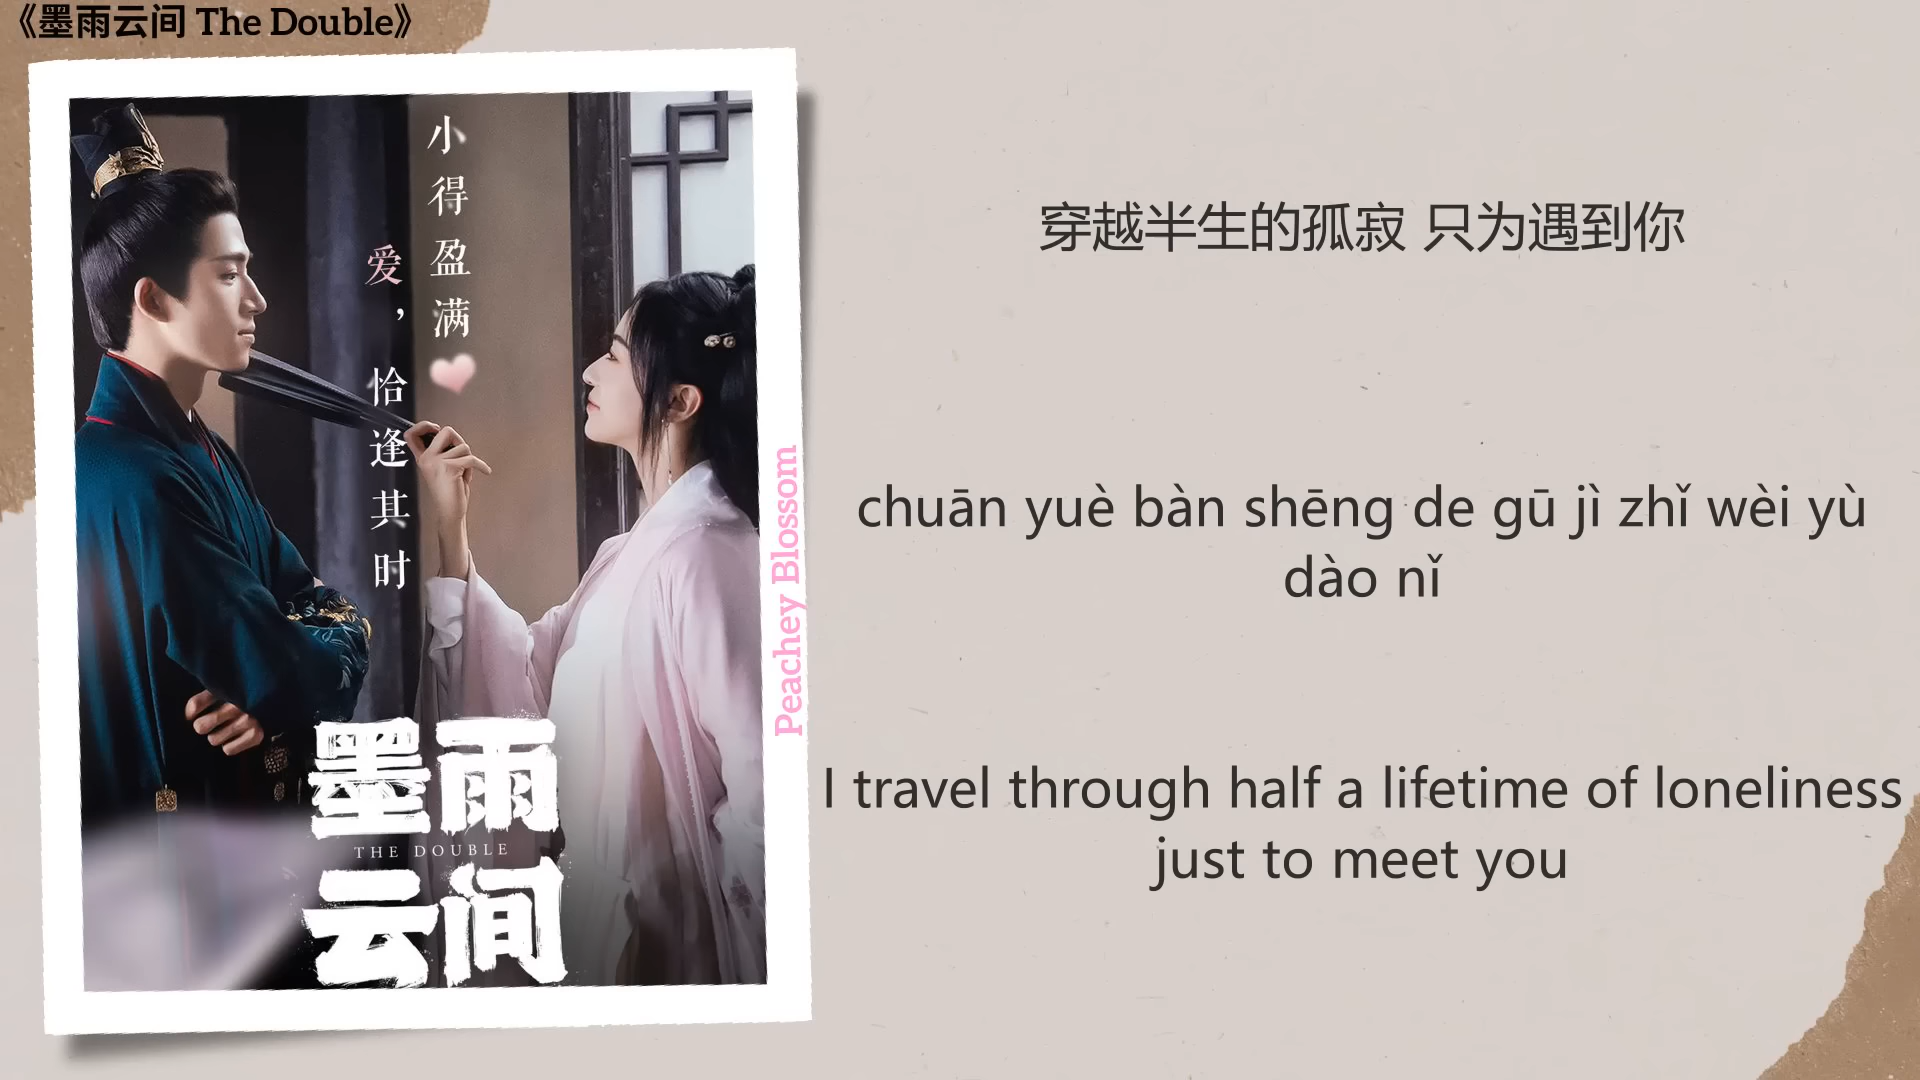 《墨雨云间 The Double》
小得盈满
爱，恰逢其时
墨雨
THE DOUBLE
云间
Peachey Blossom
穿越半生的孤寂 只为遇到你
chuān yuè bàn shēng de gū jì zhǐ wèi yù
dào nǐ
I travel through half a lifetime of loneliness
just to meet you